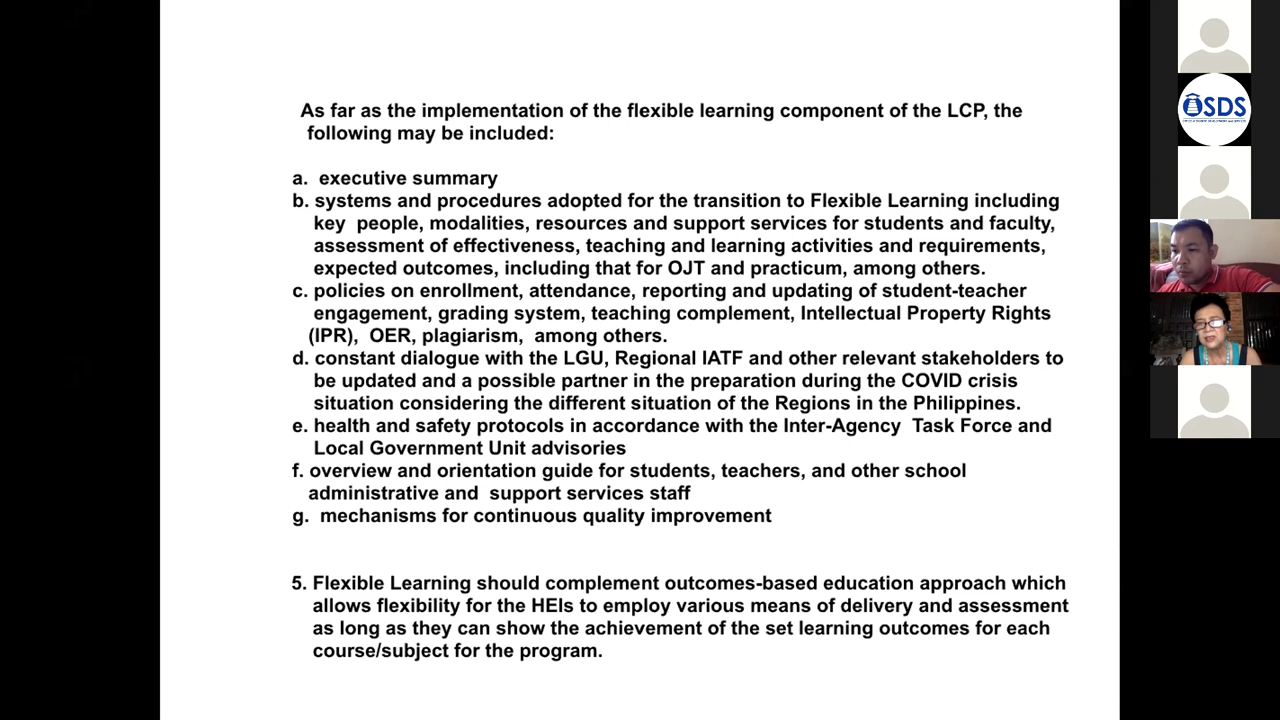 As far as the implementation of the flexible learning component of the LCP, the
following may be included:
a. executive summary
b. systems and procedures adopted for the transition to Flexible Learning including
key people, modalities, resources and support services for students and faculty,
assessment of effectiveness, teaching and learning activities and requirements,
expected outcomes, including that for OJT and practicum, among others.
c. policies on enrollment, attendance, reporting and updating of student-teacher
engagement, grading system, teaching complement, Intellectual Property Rights
(IPR), OER, plagiarism, among others.
d. constant dialogue with the LGU, Regional IATF and other relevant stakeholders to
be updated and a possible partner in the preparation during the COVID crisis
situation considering the different situation of the Regions in the Philippines.
e. health and safety protocols in accordance with the Inter-Agency Task Force and
Local Government Unit advisories
f. overview and orientation guide for students, teachers, and other school
administrative and support services staff
g. mechanisms for continuous quality improvement
5. Flexible Learning should complement outcomes-based education approach which
allows flexibility for the HEIs to employ various means of delivery and assessment
as long as they can show the achievement of the set learning outcomes for each
course/subject for the program.
OSDS